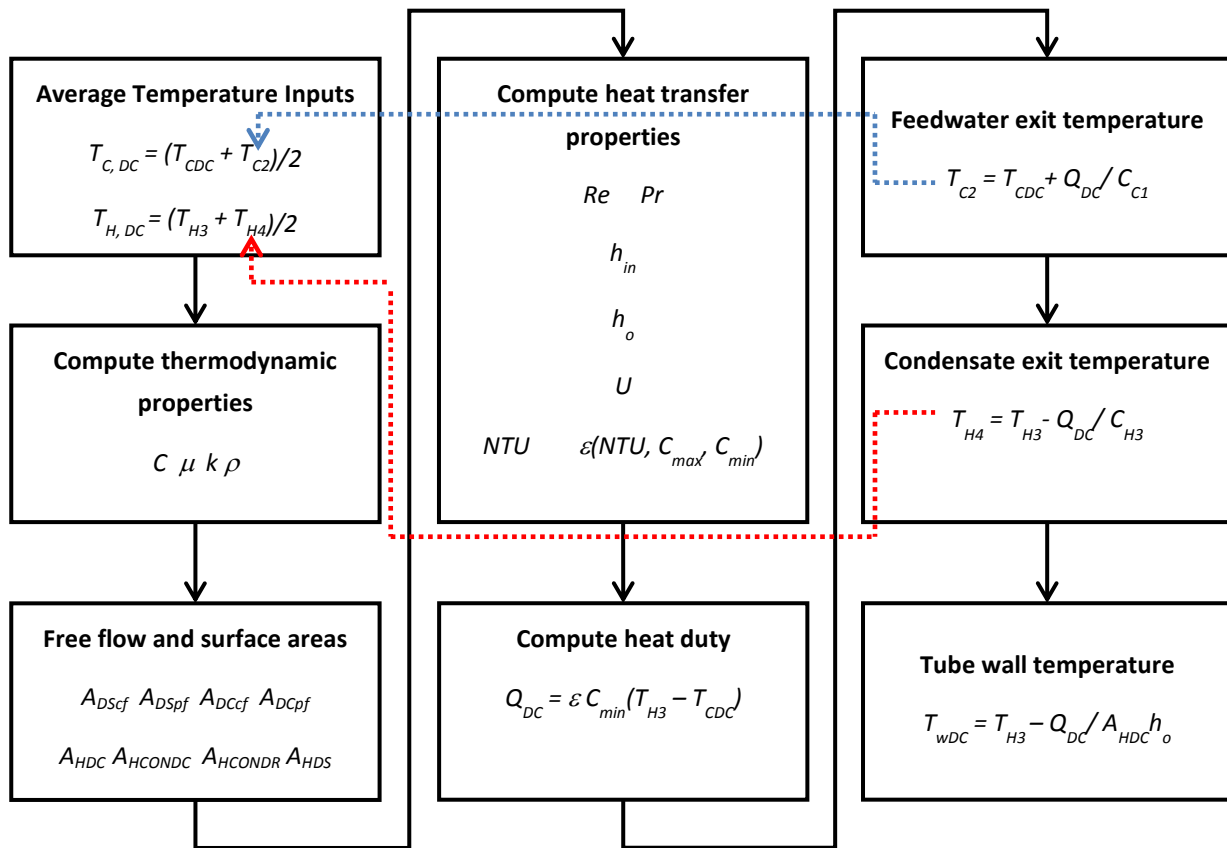 Average Temperature Inputs
T_C, DC = (T_CDC + T_C2)/2
T_H, DC = (T_H3 + T_H4)/2
Compute thermodynamic
properties
C μ k ρ
Free flow and surface areas
A_DScf A_DSpf A_DCcf A_DCpf
A_HDC A_HCONDC A_HCONDR A_HDS
Compute heat transfer
properties
Re Pr
h_in
h_o
U
NTU ε(NTU, C_max, C_min)
Compute heat duty
Q_DC = ε C_min(T_H3 – T_CDC)
Feedwater exit temperature
T_C2 = T_CDC + Q_DC / C_C1
Condensate exit temperature
T_H4 = T_H3 - Q_DC / C_H3
Tube wall temperature
T_wDC = T_H3 – Q_DC / A_HDC h_o